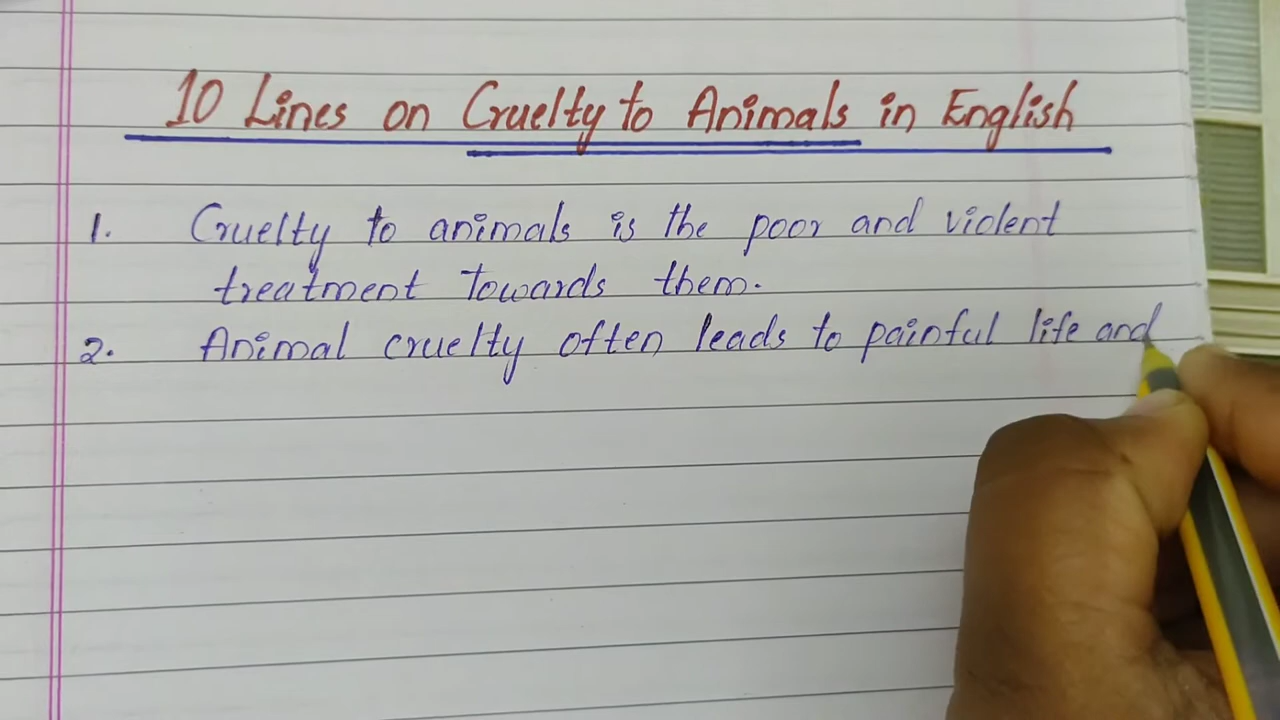 10 Lines on Cruelty to Animals in English
1. Cruelty to animals is the poor and violent
treatment towards them.
2. Animal cruelty often leads to painful life and